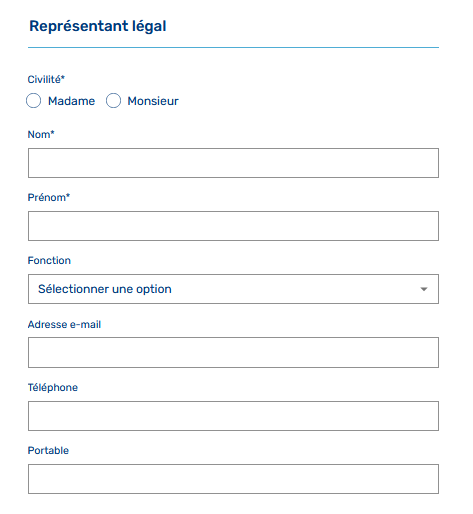 Représentant légal
Civilité*
Madame Monsieur
Nom*
Prénom*
Fonction
Sélectionner une option
Adresse e-mail
Téléphone
Portable